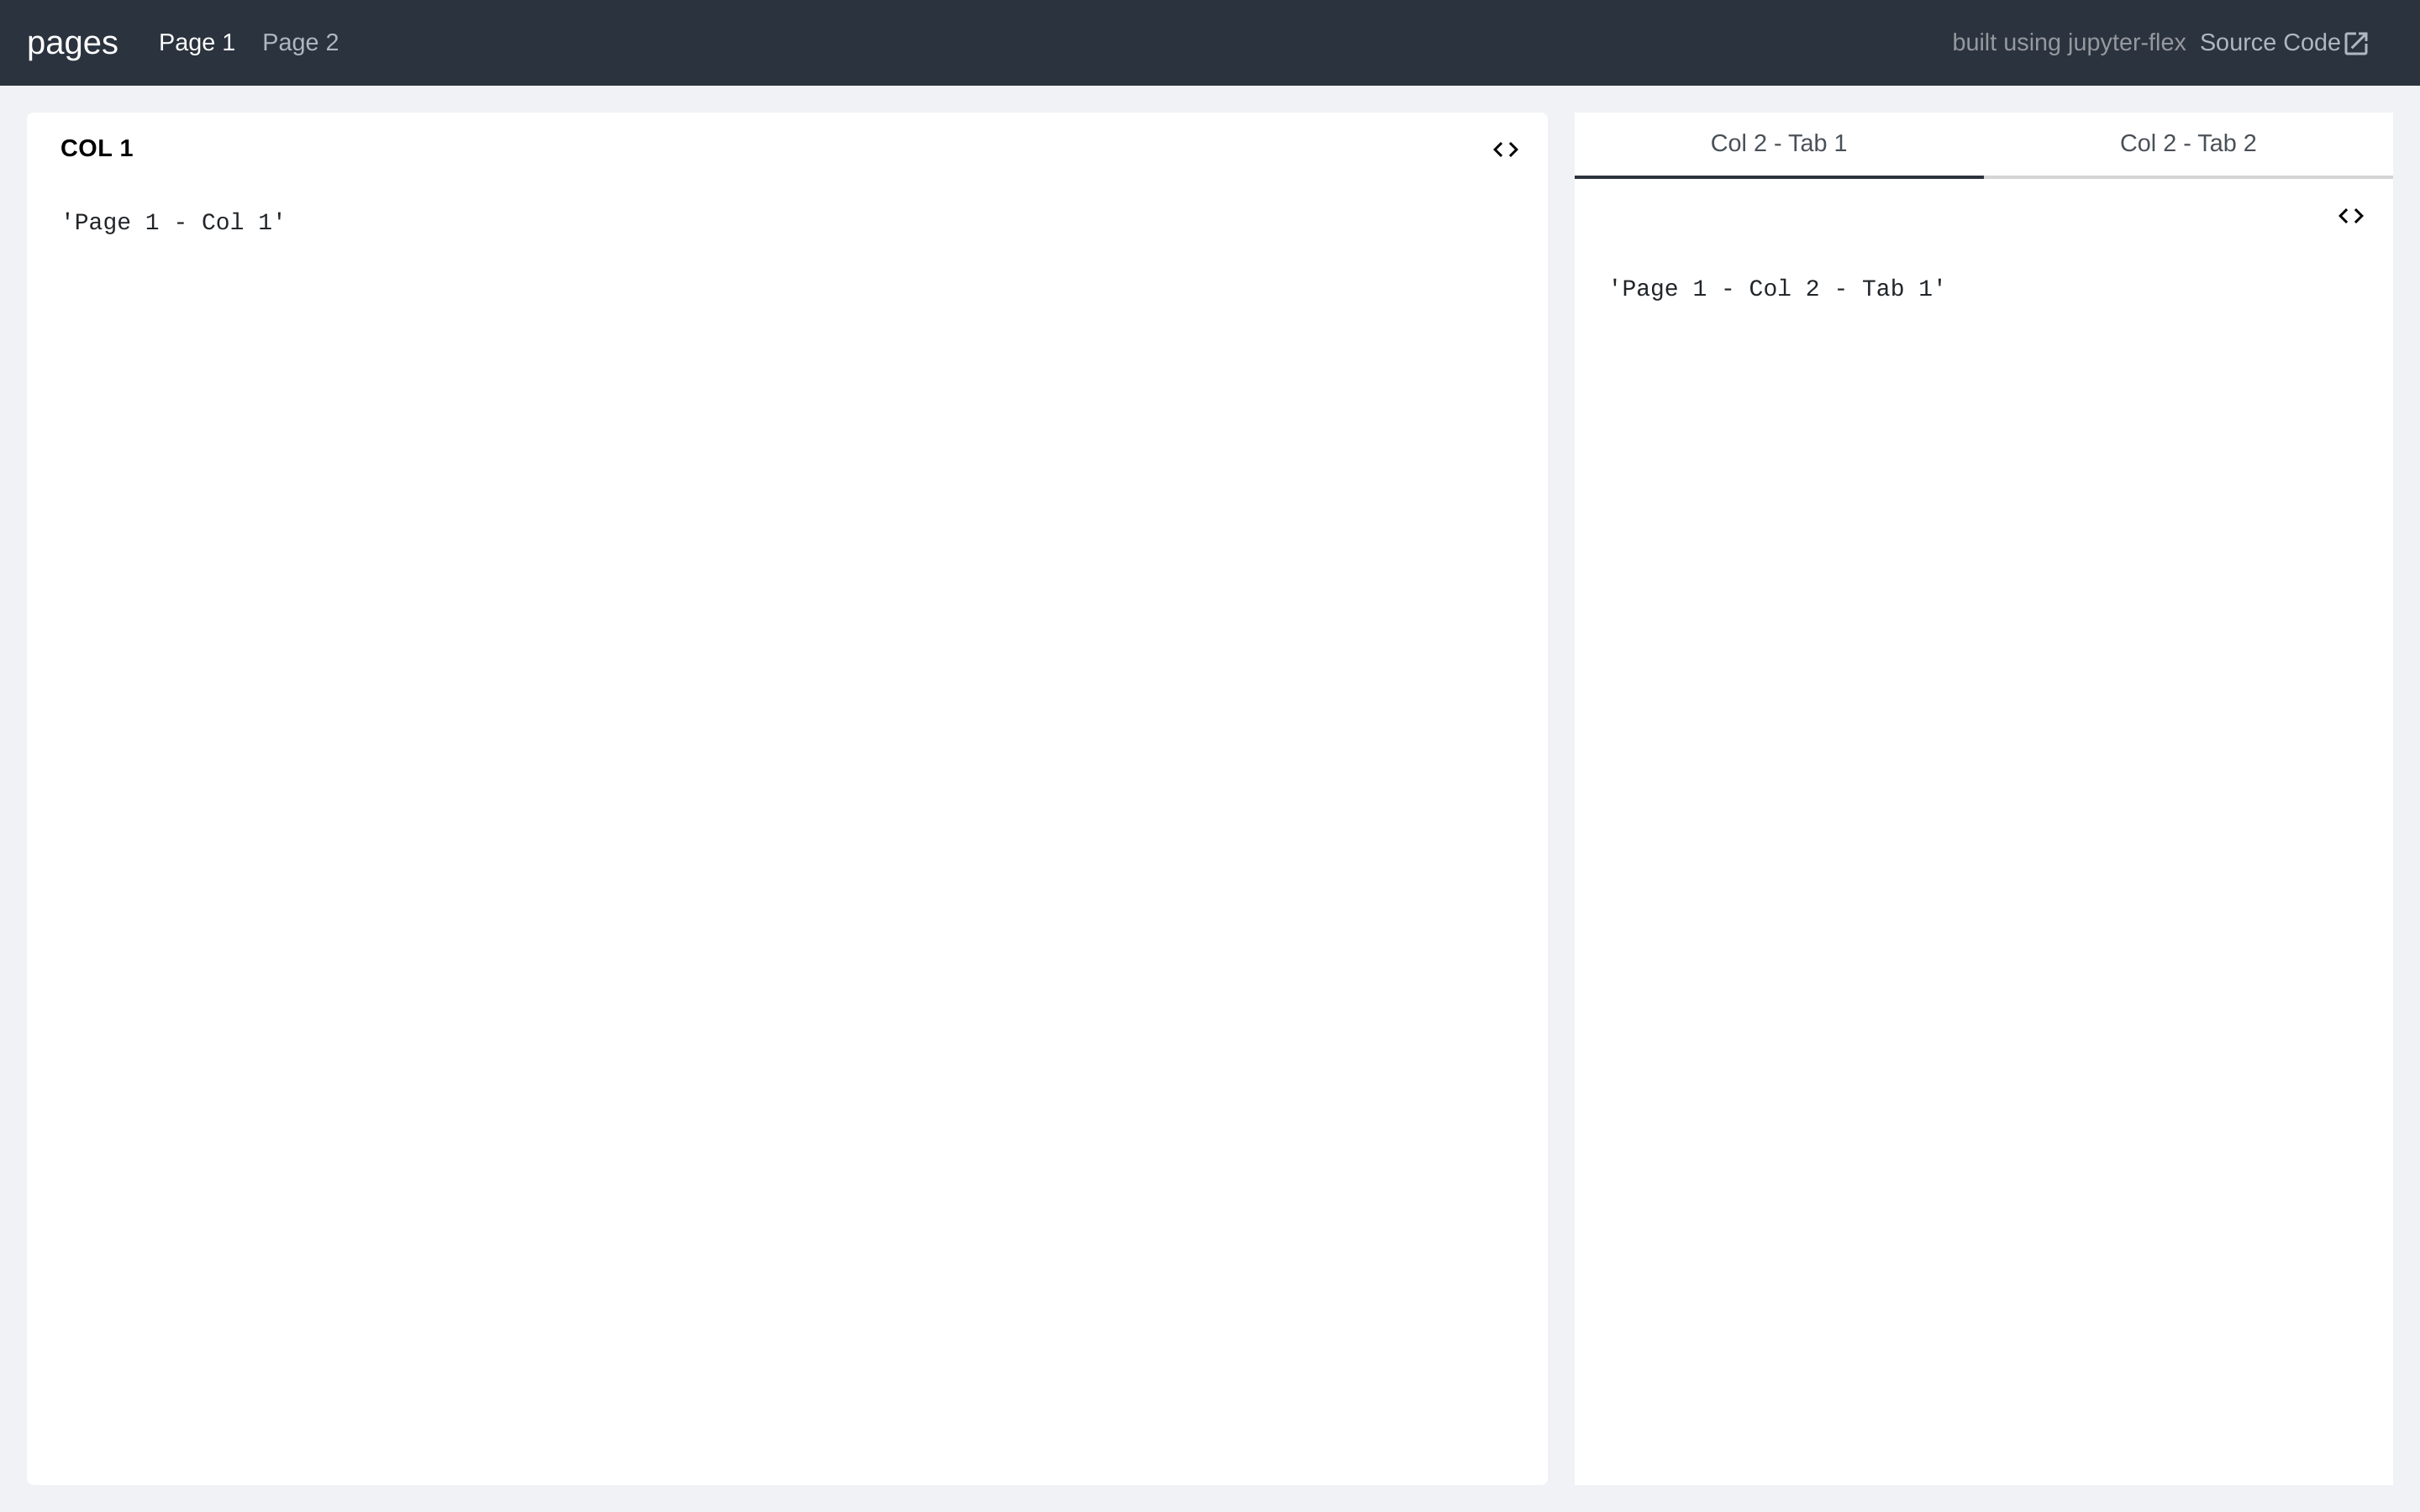 pages Page 1 Page 2 built using jupyter-flex Source Code
COL 1
'Page 1 - Col 1'
Col 2 - Tab 1 Col 2 - Tab 2
'Page 1 - Col 2 - Tab 1'